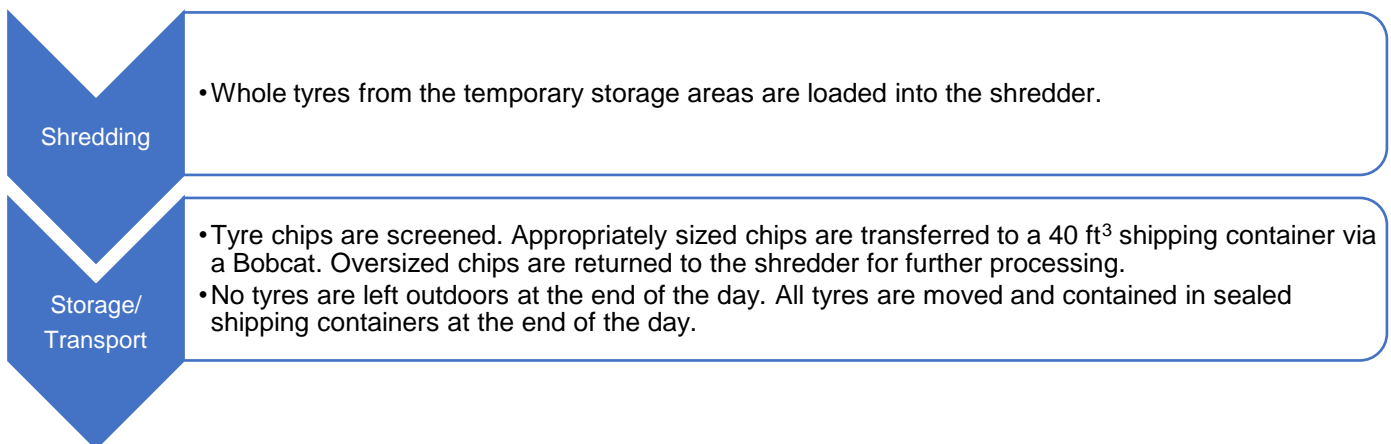 Shredding
•Whole tyres from the temporary storage areas are loaded into the shredder.
Storage/
Transport
•Tyre chips are screened. Appropriately sized chips are transferred to a 40 ft³ shipping container via
a Bobcat. Oversized chips are returned to the shredder for further processing.
•No tyres are left outdoors at the end of the day. All tyres are moved and contained in sealed
shipping containers at the end of the day.